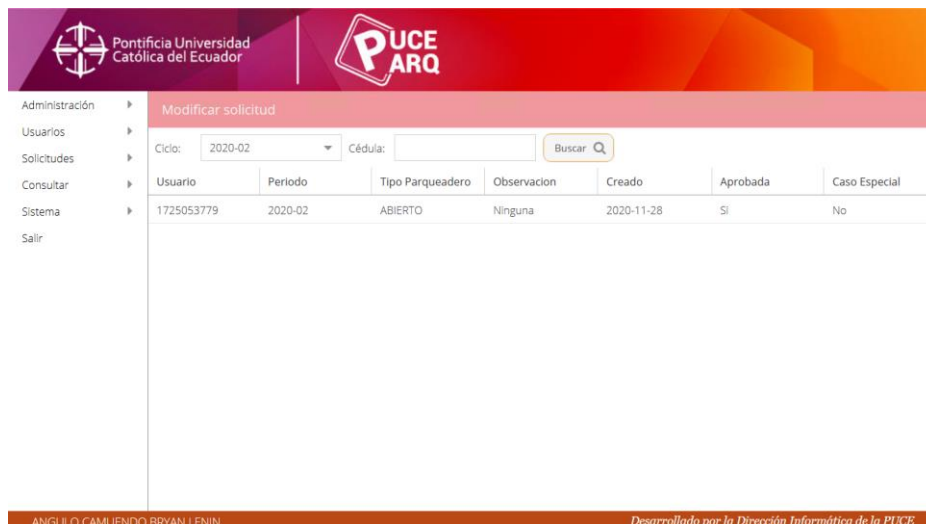 Pontificia Universidad
Católica del Ecuador
PUCE
PARQ
Administración
Usuarios
Solicitudes
Consultar
Sistema
Salir
Modificar solicitud
Ciclo: 2020-02 Cédula: Buscar
Usuario Periodo Tipo Parqueadero Observacion Creado Aprobada Caso Especial
1725053779 2020-02 ABIERTO Ninguna 2020-11-28 Si No
ANGULO CAMUENDO BRYAN LENIN Desarrollado por la Dirección Informática de la PUCE